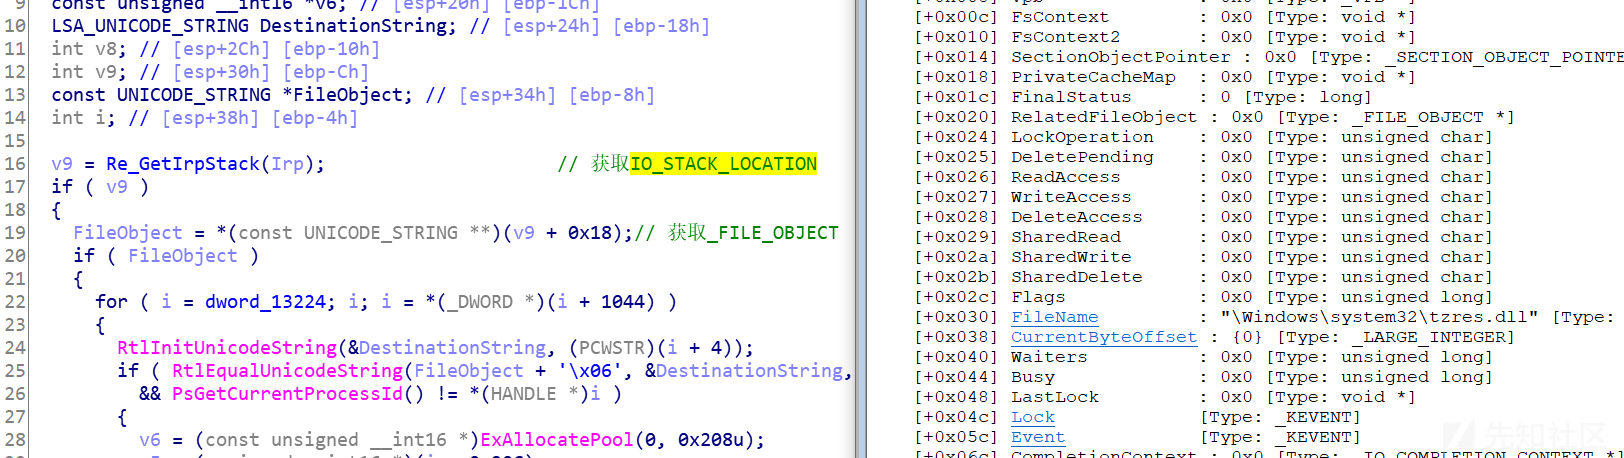 9 const unsigned __int16 *v6; // [esp+20h] [ebp-1Ch]
10 LSA_UNICODE_STRING DestinationString; // [esp+24h] [ebp-18h]
11 int v8; // [esp+2Ch] [ebp-10h]
12 int v9; // [esp+30h] [ebp-Ch]
13 const UNICODE_STRING *FileObject; // [esp+34h] [ebp-8h]
14 int i; // [esp+38h] [ebp-4h]
15
16 v9 = Re_GetIrpStack(Irp); // 获取IO_STACK_LOCATION
17 if ( v9 )
18 {
19 FileObject = *(const UNICODE_STRING **)(v9 + 0x18);// 获取_FILE_OBJECT
20 if ( FileObject )
21 {
22 for ( i = dword_13224; i; i = *(_DWORD *)(i + 1044) )
23 {
24 RtlInitUnicodeString(&DestinationString, (PCWSTR)(i + 4));
25 if ( RtlEqualUnicodeString(FileObject + '\x06', &DestinationString,
26 && PsGetCurrentProcessId() != *(HANDLE *)i )
27 {
28 v6 = (const unsigned __int16 *)ExAllocatePool(0, 0x208u);
[+0x00c] FsContext : 0x0 [Type: void *]
[+0x010] FsContext2 : 0x0 [Type: void *]
[+0x014] SectionObjectPointer : 0x0 [Type: _SECTION_OBJECT_POINTE
[+0x018] PrivateCacheMap : 0x0 [Type: void *]
[+0x01c] FinalStatus : 0 [Type: long]
[+0x020] RelatedFileObject : 0x0 [Type: _FILE_OBJECT *]
[+0x024] LockOperation : 0x0 [Type: unsigned char]
[+0x025] DeletePending : 0x0 [Type: unsigned char]
[+0x026] ReadAccess : 0x0 [Type: unsigned char]
[+0x027] WriteAccess : 0x0 [Type: unsigned char]
[+0x028] DeleteAccess : 0x0 [Type: unsigned char]
[+0x029] SharedRead : 0x0 [Type: unsigned char]
[+0x02a] SharedWrite : 0x0 [Type: unsigned char]
[+0x02b] SharedDelete : 0x0 [Type: unsigned char]
[+0x02c] Flags : 0x0 [Type: unsigned long]
[+0x030] FileName : "\Windows\system32\tzres.dll" [Type:
[+0x038] CurrentByteOffset : {0} [Type: _LARGE_INTEGER]
[+0x040] Waiters : 0x0 [Type: unsigned long]
[+0x044] Busy : 0x0 [Type: unsigned long]
[+0x048] LastLock : 0x0 [Type: void *]
[+0x04c] Lock [Type: _KEVENT]
[+0x05c] Event [Type: _KEVENT]
[+0x06c] CompletionContext : 0x0 [Type: _IO_COMPLETION_CONTEXT *]
先知社区